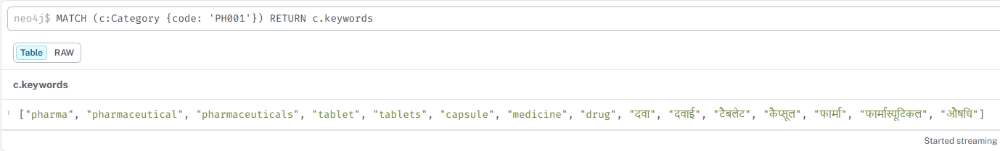 neo4j$ MATCH (c:Category {code: 'PH001'}) RETURN c.keywords
Table RAW
c.keywords
1 ["pharma", "pharmaceutical", "pharmaceuticals", "tablet", "tablets", "capsule", "medicine", "drug", "दवा", "दवाई", "टैबलेट", "कैप्सूल", "फार्मा", "फार्मास्यूटिकल", "औषधि"]
Started streaming